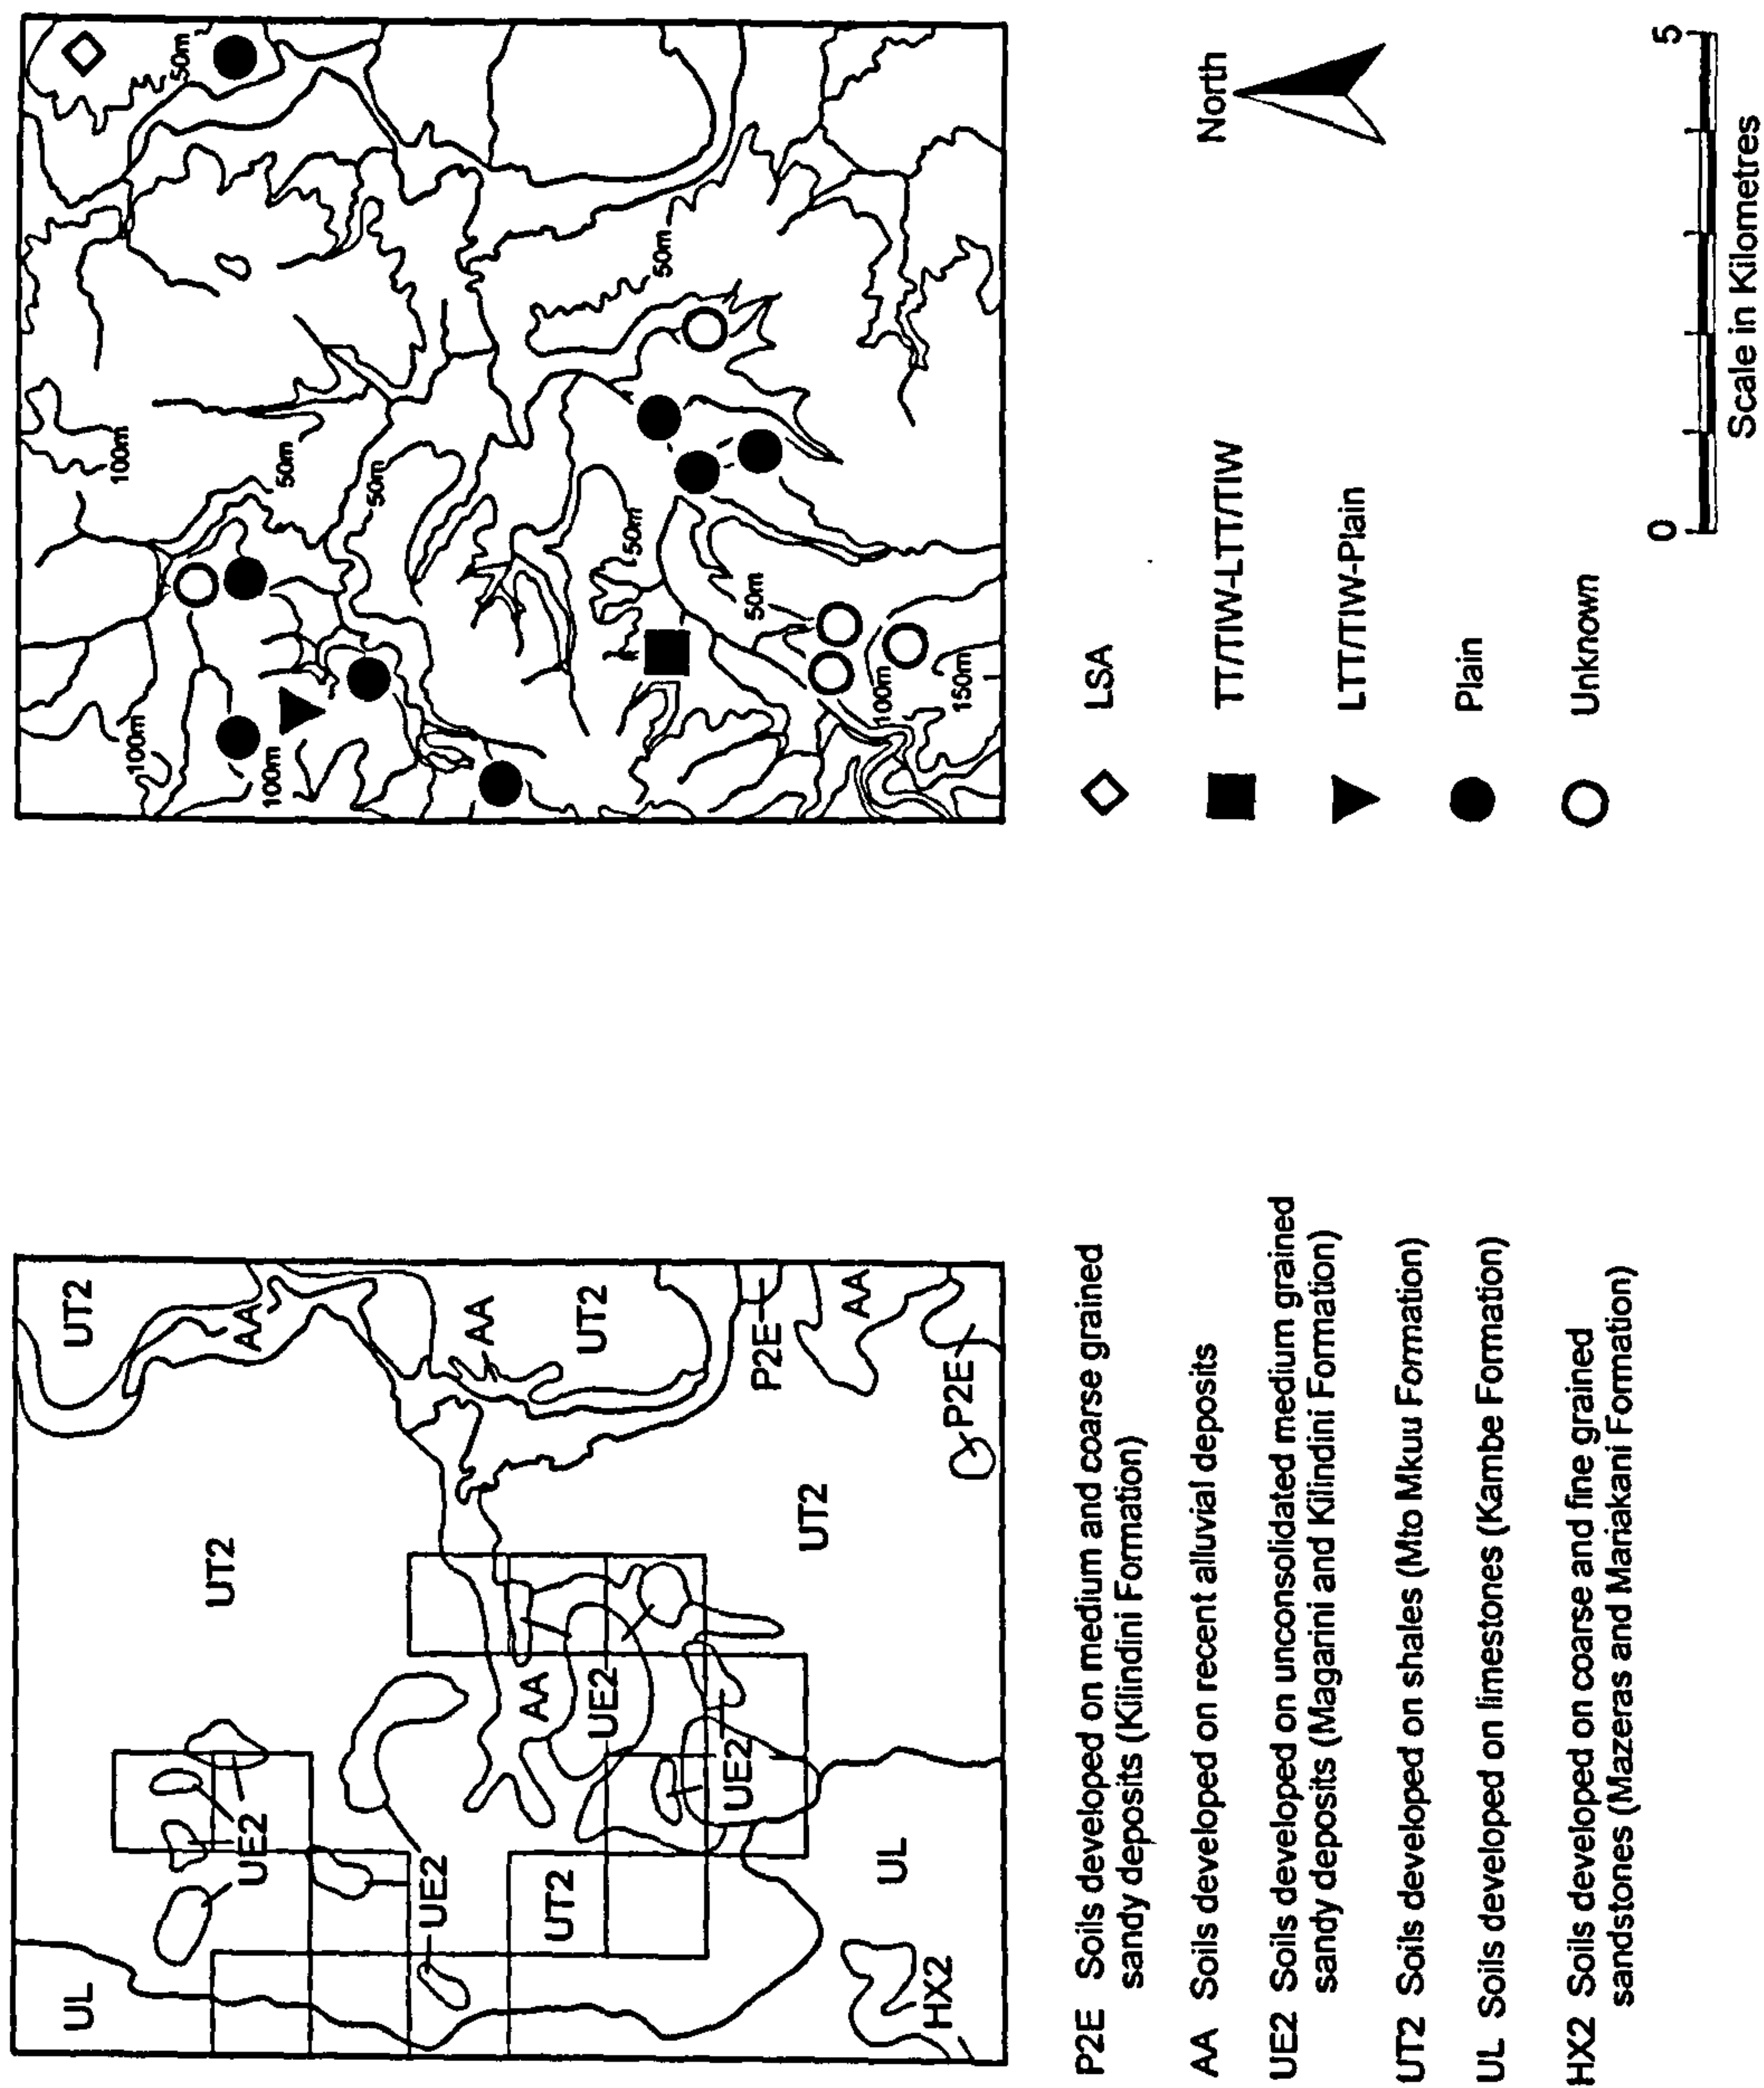 UL
UT2
UT2
AA
UE2
UE2
AA
AA
UT2
UT2
UE2
UE2
P2E
UT2
AA
UL
HX2
P2E
P2E Soils developed on medium and coarse grained
sandy deposits (Kilindini Formation)
AA Soils developed on recent alluvial deposits
UE2 Soils developed on unconsolidated medium grained
sandy deposits (Magarini and Kilindini Formation)
UT2 Soils developed on shales (Mto Mkuu Formation)
UL Soils developed on limestones (Kambe Formation)
HX2 Soils developed on coarse and fine grained
sandstones (Mazeras and Mariakani Formation)
100m
100m
50m
100m
50m
50m
50m
50m
50m
100m
150m
LSA
TT/TIW-LTT/TIW
LTT/TIW-Plain
Plain
Unknown
North
0 5
Scale in Kilometres